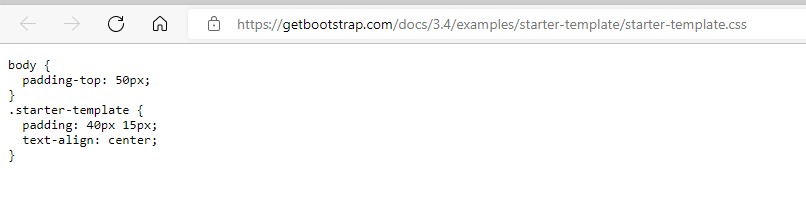 https://getbootstrap.com/docs/3.4/examples/starter-template/starter-template.css
body {
  padding-top: 50px;
}
.starter-template {
  padding: 40px 15px;
  text-align: center;
}